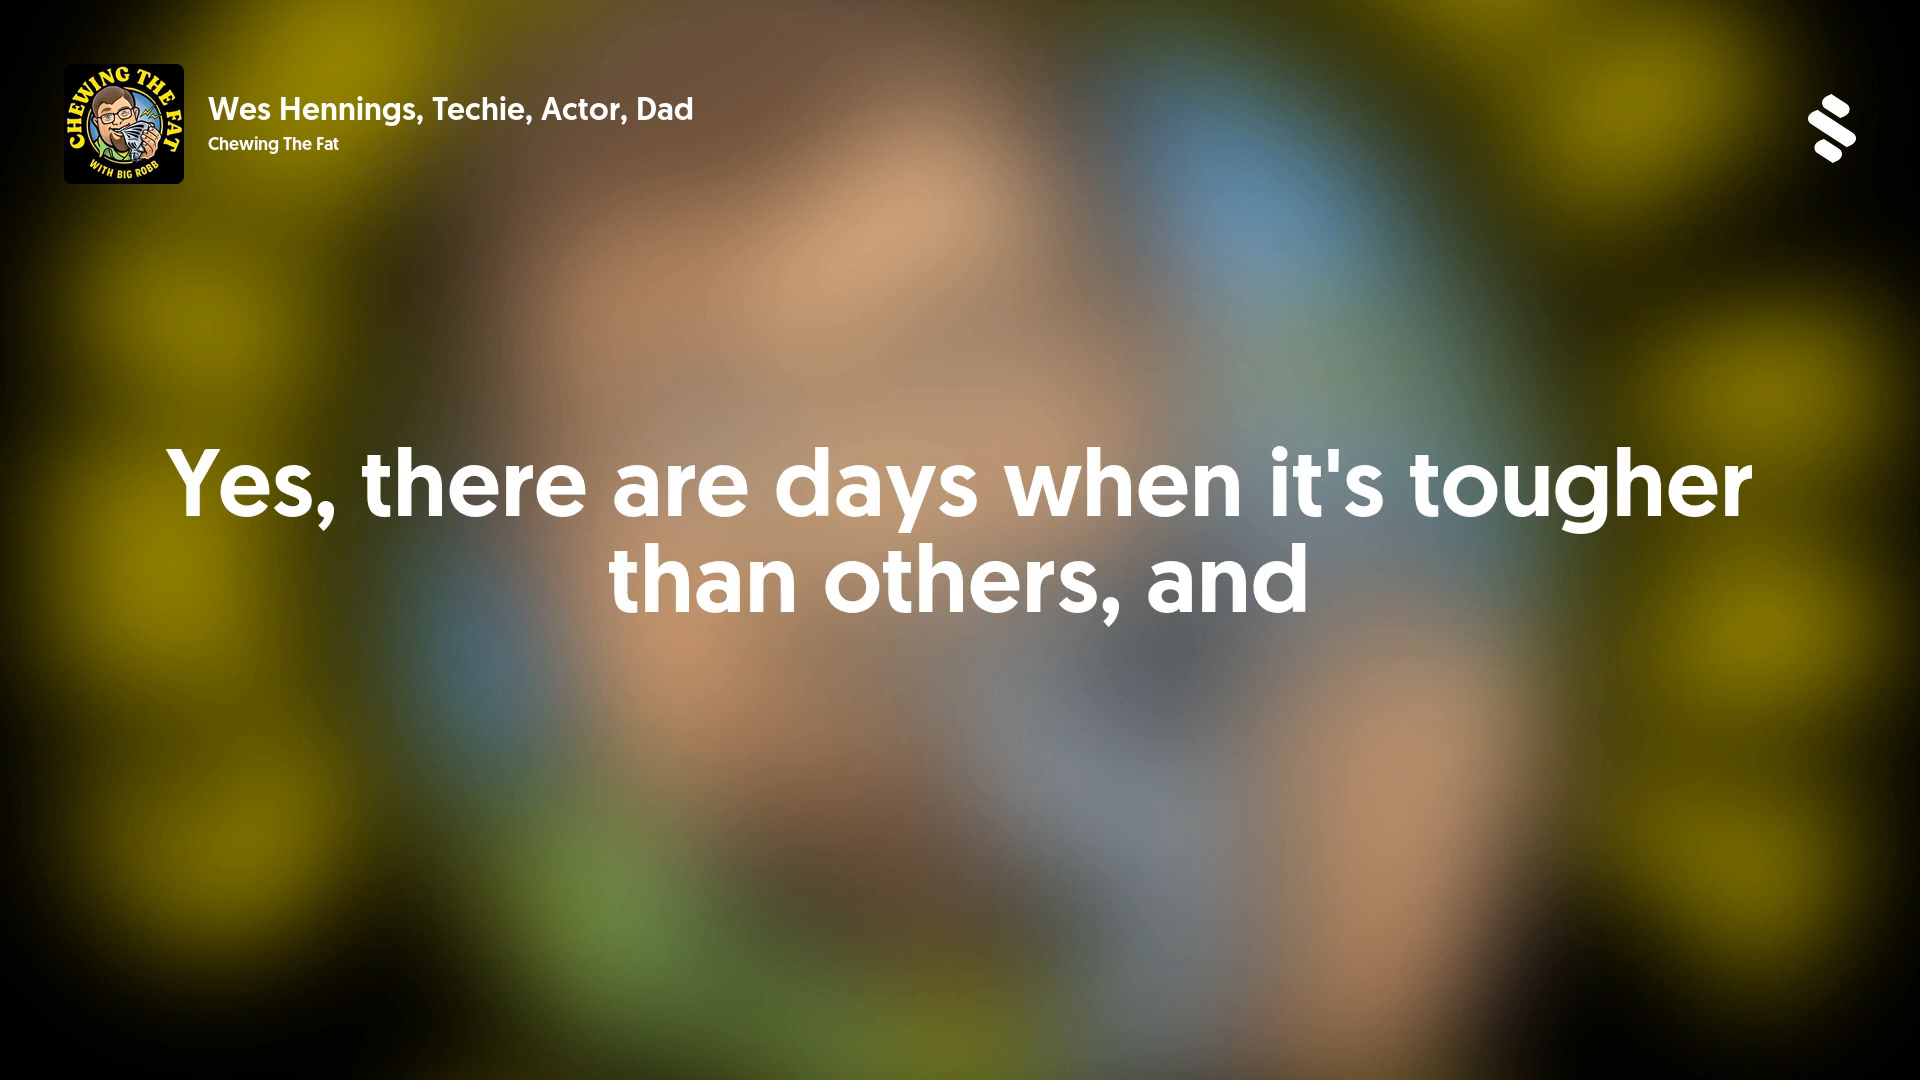 CHEWING THE FAT
WITH BIG ROBB
Wes Hennings, Techie, Actor, Dad
Chewing The Fat
Yes, there are days when it's tougher
than others, and